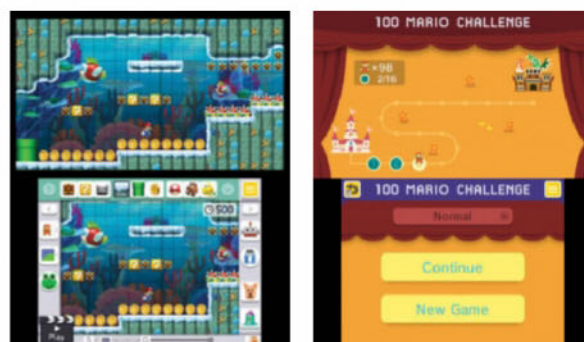 500
Play
100 MARIO CHALLENGE
×98
2/16
100 MARIO CHALLENGE
Normal
Continue
New Game